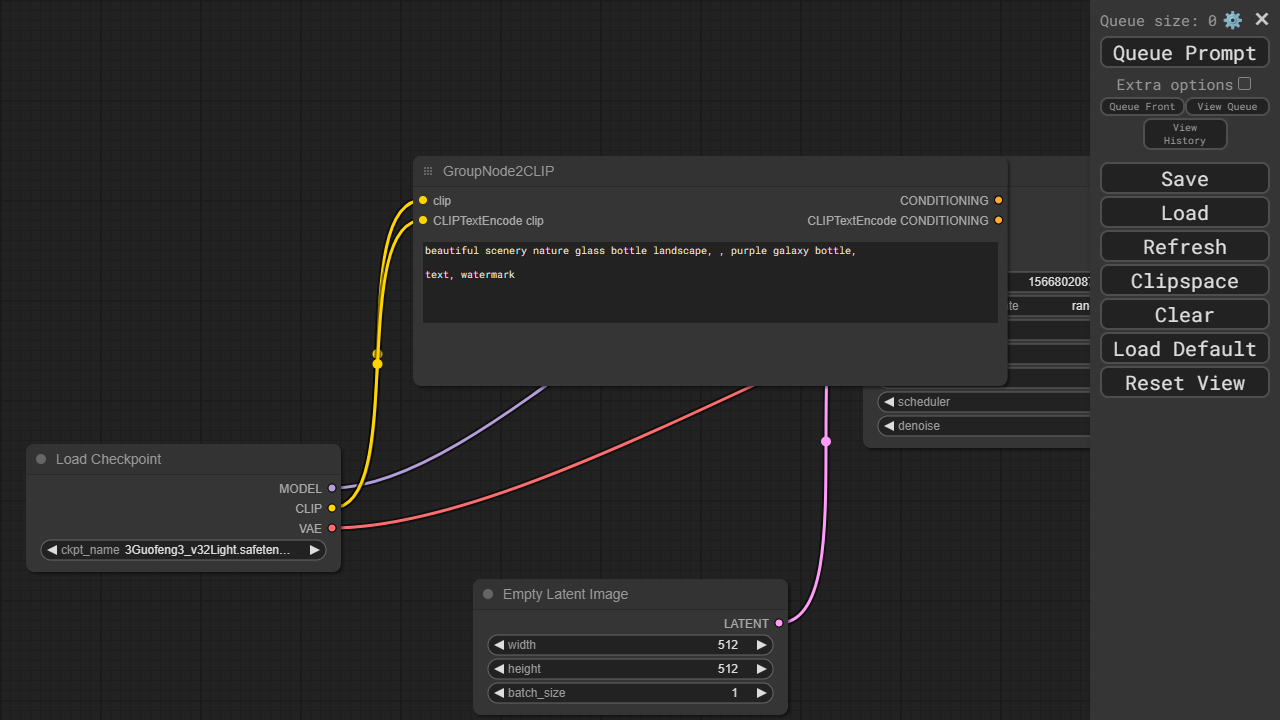 Queue size: 0
Queue Prompt
Extra options
Queue Front
View Queue
View
History
Save
Load
Refresh
Clipspace
Clear
Load Default
Reset View
GroupNode2CLIP
clip
CONDITIONING
CLIPTextEncode clip
CLIPTextEncode CONDITIONING
beautiful scenery nature glass bottle landscape, , purple galaxy bottle,
text, watermark
scheduler
denoise
Load Checkpoint
MODEL
CLIP
VAE
ckpt_name 3Guofeng3_v32Light.safeten...
Empty Latent Image
LATENT
width 512
height 512
batch_size 1